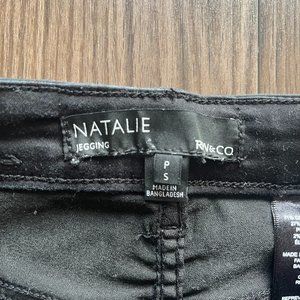 NATALIE
JEGGING
RW&CO
P
S
MADE IN
BANGLADESH